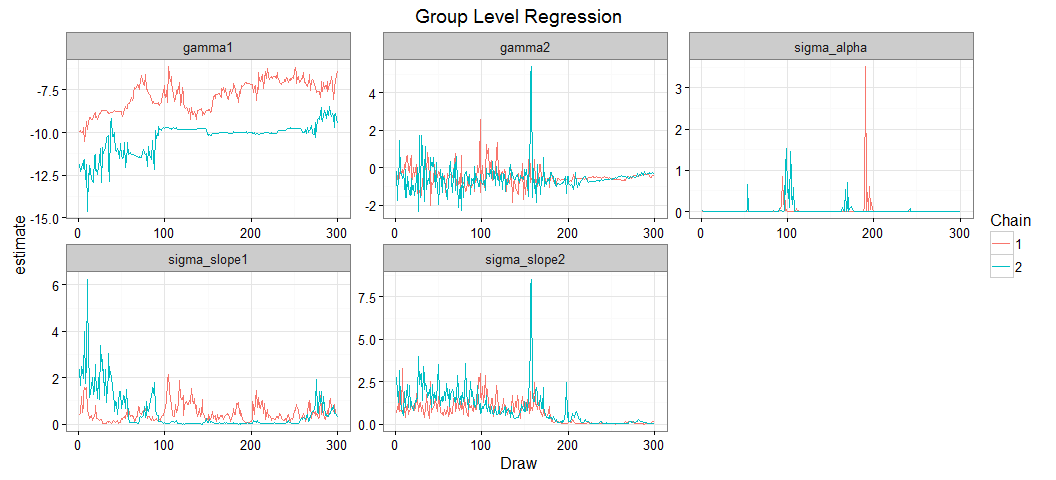 Group Level Regression
gamma1
gamma2
sigma_alpha
-7.5
-10.0
-12.5
-15.0
4
2
0
-2
3
2
1
0
0 100 200 300
0 100 200 300
0 100 200 300
estimate
sigma_slope1
sigma_slope2
6
4
2
0
7.5
5.0
2.5
0.0
0 100 200 300
0 100 200 300
Draw
Chain
1
2